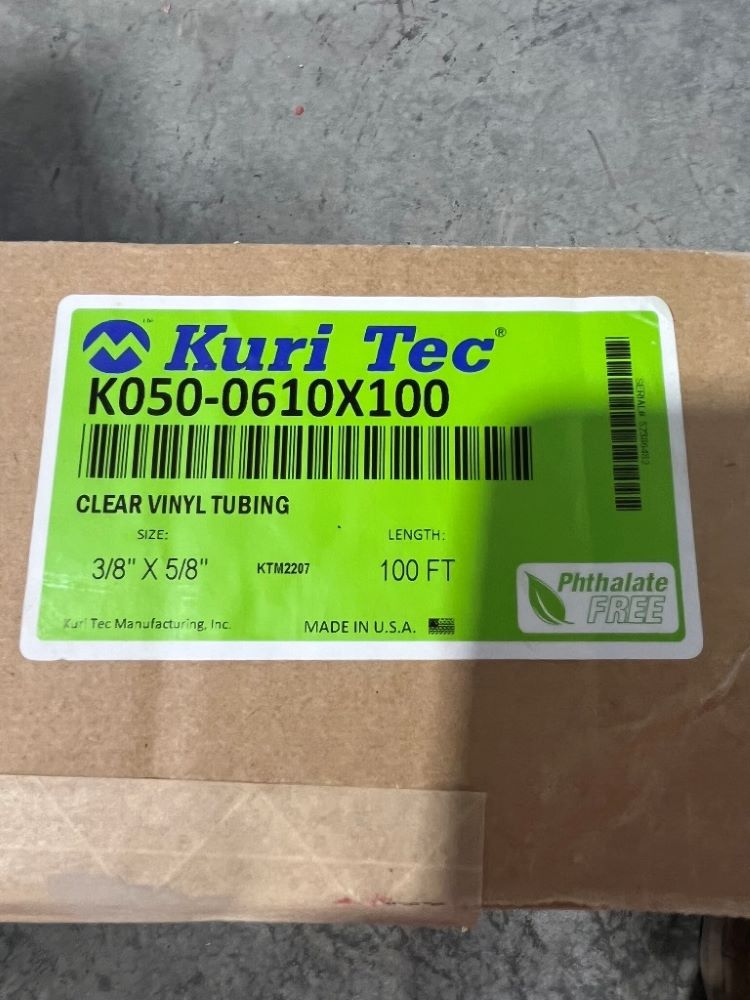 Kuri Tec®
K050-0610X100
CLEAR VINYL TUBING
SIZE:
LENGTH:
3/8" X 5/8"
KTM2207
100 FT
Phthalate
FREE
Kuri Tec Manufacturing, Inc.
MADE IN U.S.A.
SERIAL #